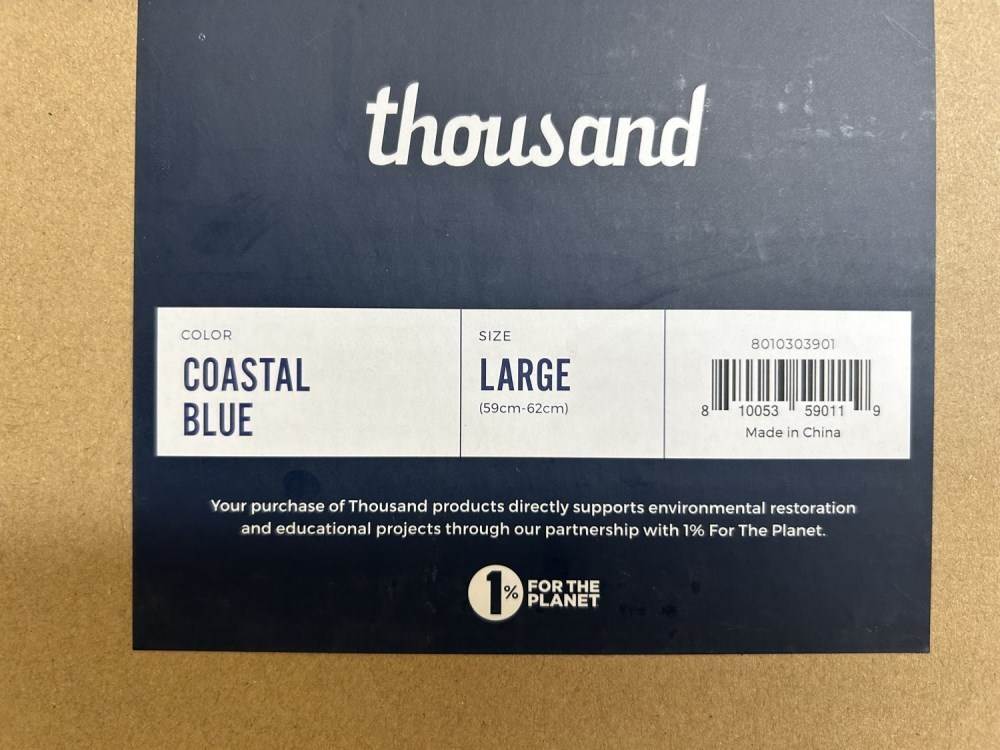 thousand
COLOR
COASTAL
BLUE
SIZE
LARGE
(59cm-62cm)
8010303901
8 10053 59011 9
Made in China
Your purchase of Thousand products directly supports environmental restoration
and educational projects through our partnership with 1% For The Planet.
1% FOR THE
PLANET